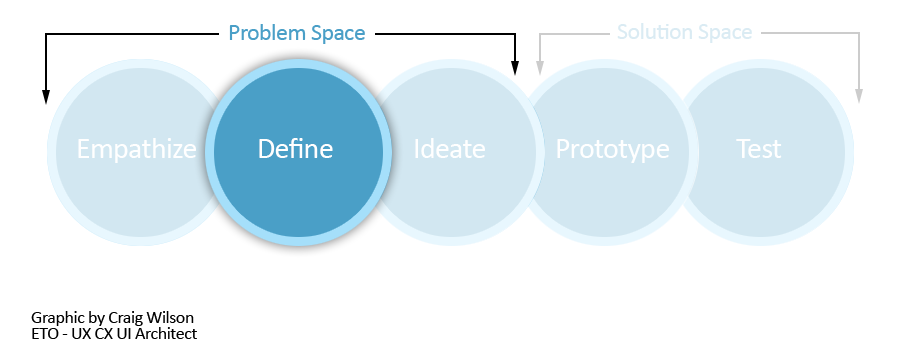 Problem Space
Solution Space
Empathize
Define
Ideate
Prototype
Test
Graphic by Craig Wilson
ETO - UX CX UI Architect